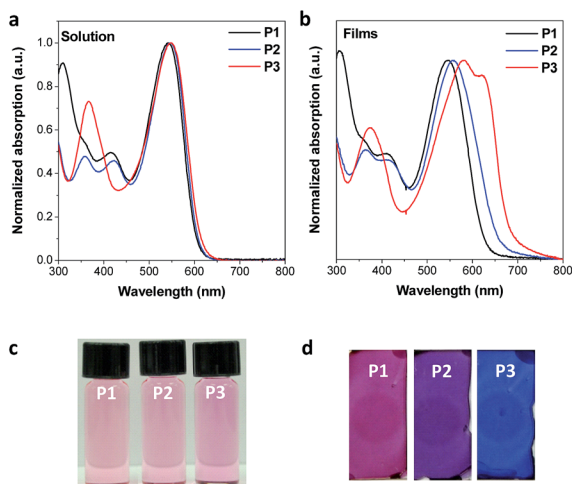 a
Solution
P1
P2
P3
Normalized absorption (a.u.)
1.0
0.8
0.6
0.4
0.2
0.0
300 400 500 600 700 800
Wavelength (nm)
b
Films
P1
P2
P3
Normalized absorption (a.u.)
300 400 500 600 700 800
Wavelength (nm)
c
P1 P2 P3
d
P1 P2 P3